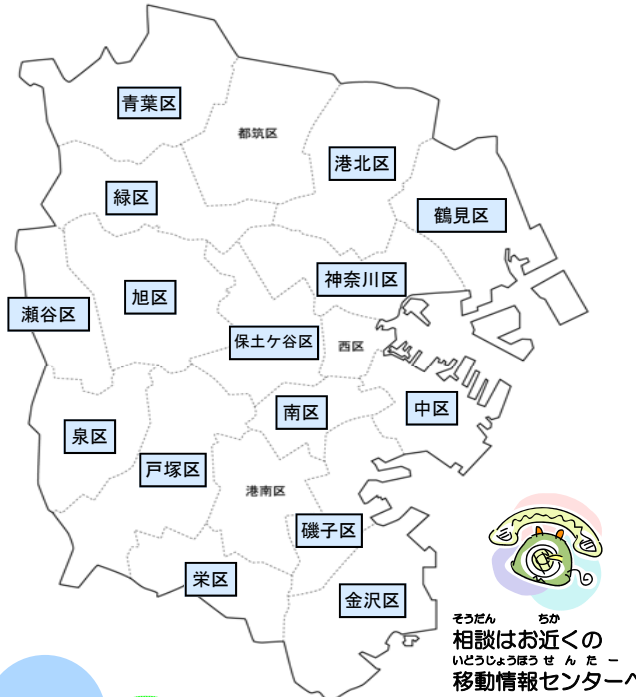 青葉区
都筑区
港北区
緑区
鶴見区
神奈川区
旭区
瀬谷区
保土ケ谷区
西区
南区
中区
泉区
戸塚区
港南区
磯子区
栄区
金沢区
そうだん ちか
相談はお近くの
いどうじょうほうせんたー
移動情報センターへ